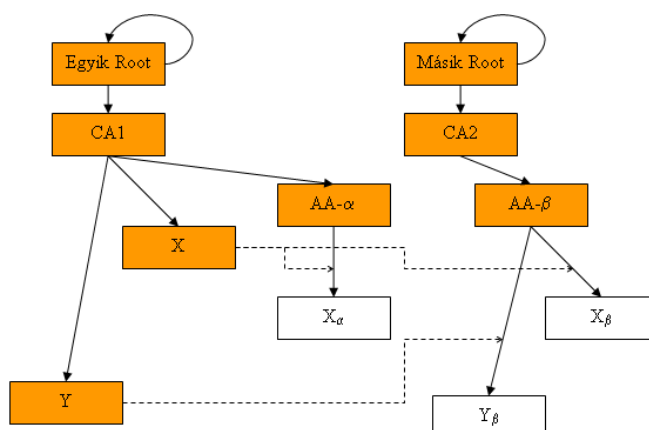 Egyik Root
Másik Root
CA1
CA2
AA-α
AA-β
X
Xα
Xβ
Y
Yβ